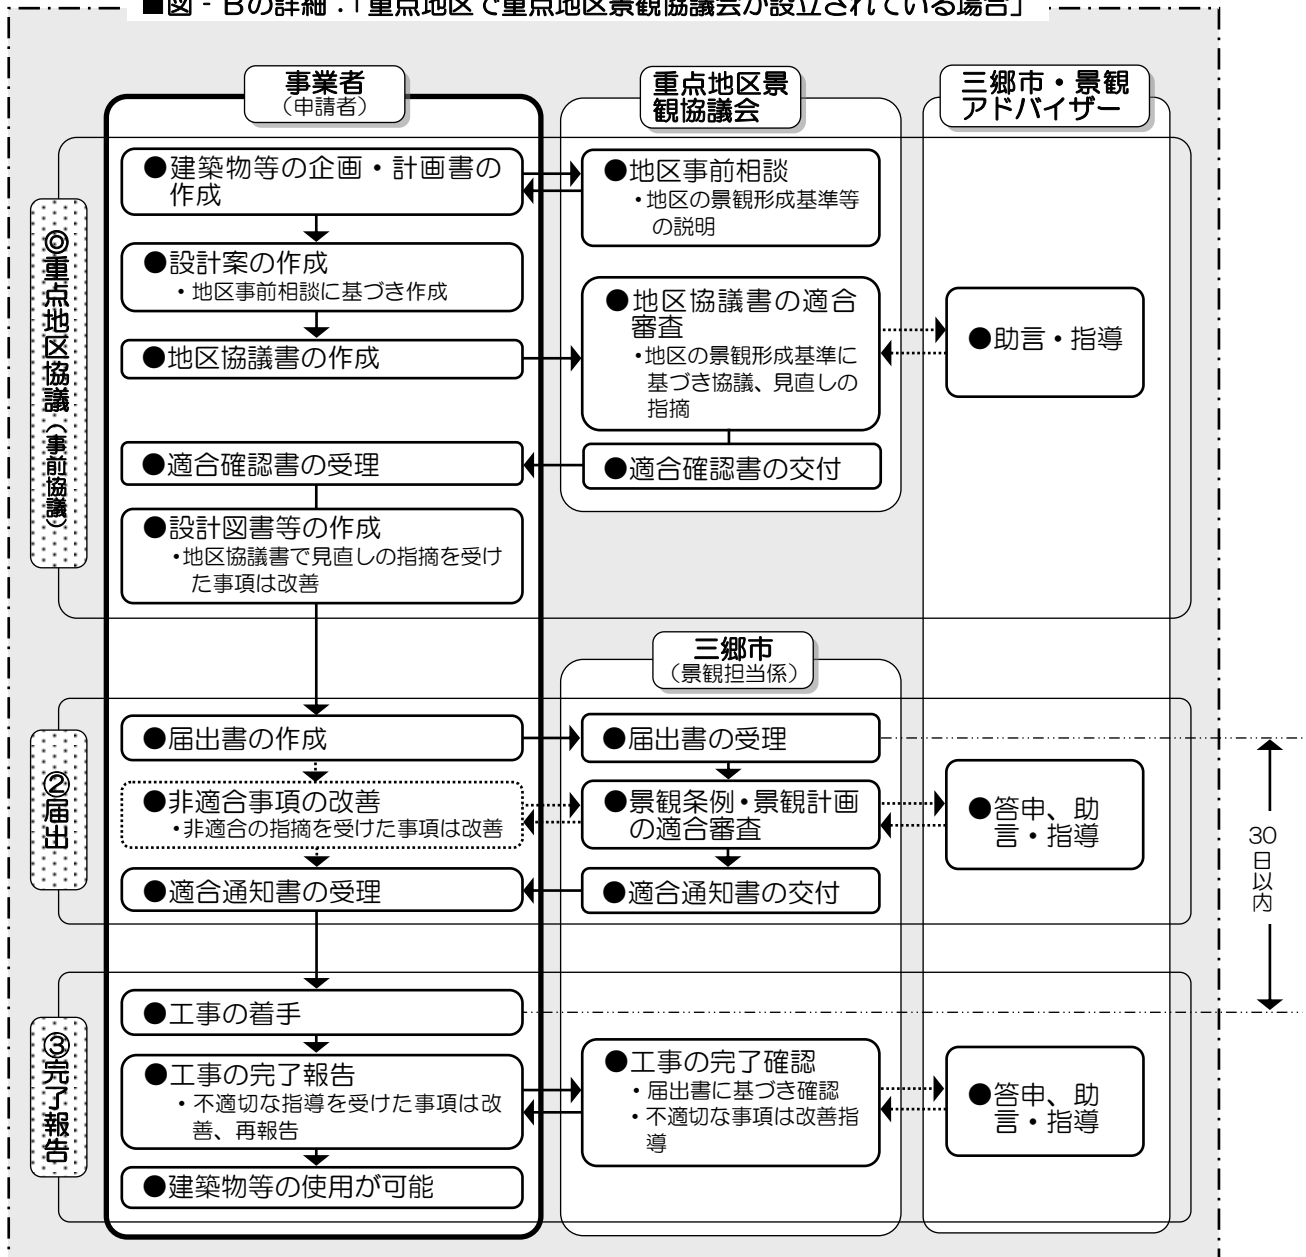 ■図‐Bの詳細：「重点地区で重点地区景観協議会が設立されている場合」
事業者
（申請者）
重点地区景
観協議会
三郷市・景観
アドバイザー
◎重点地区協議（事前協議）
●建築物等の企画・計画書の
作成
●地区事前相談
・地区の景観形成基準等
の説明
●設計案の作成
・地区事前相談に基づき作成
●地区協議書の作成
●地区協議書の適合
審査
・地区の景観形成基準に
基づき協議、見直しの
指摘
●助言・指導
●適合確認書の受理
●適合確認書の交付
●設計図書等の作成
・地区協議書で見直しの指摘を受け
た事項は改善
三郷市
（景観担当係）
②届出
●届出書の作成
●届出書の受理
●非適合事項の改善
・非適合の指摘を受けた事項は改善
●景観条例・景観計画
の適合審査
●答申、助
言・指導
●適合通知書の受理
●適合通知書の交付
30
日以内
③完了報告
●工事の着手
●工事の完了報告
・不適切な指導を受けた事項は改
善、再報告
●工事の完了確認
・届出書に基づき確認
・不適切な事項は改善指
導
●答申、助
言・指導
●建築物等の使用が可能